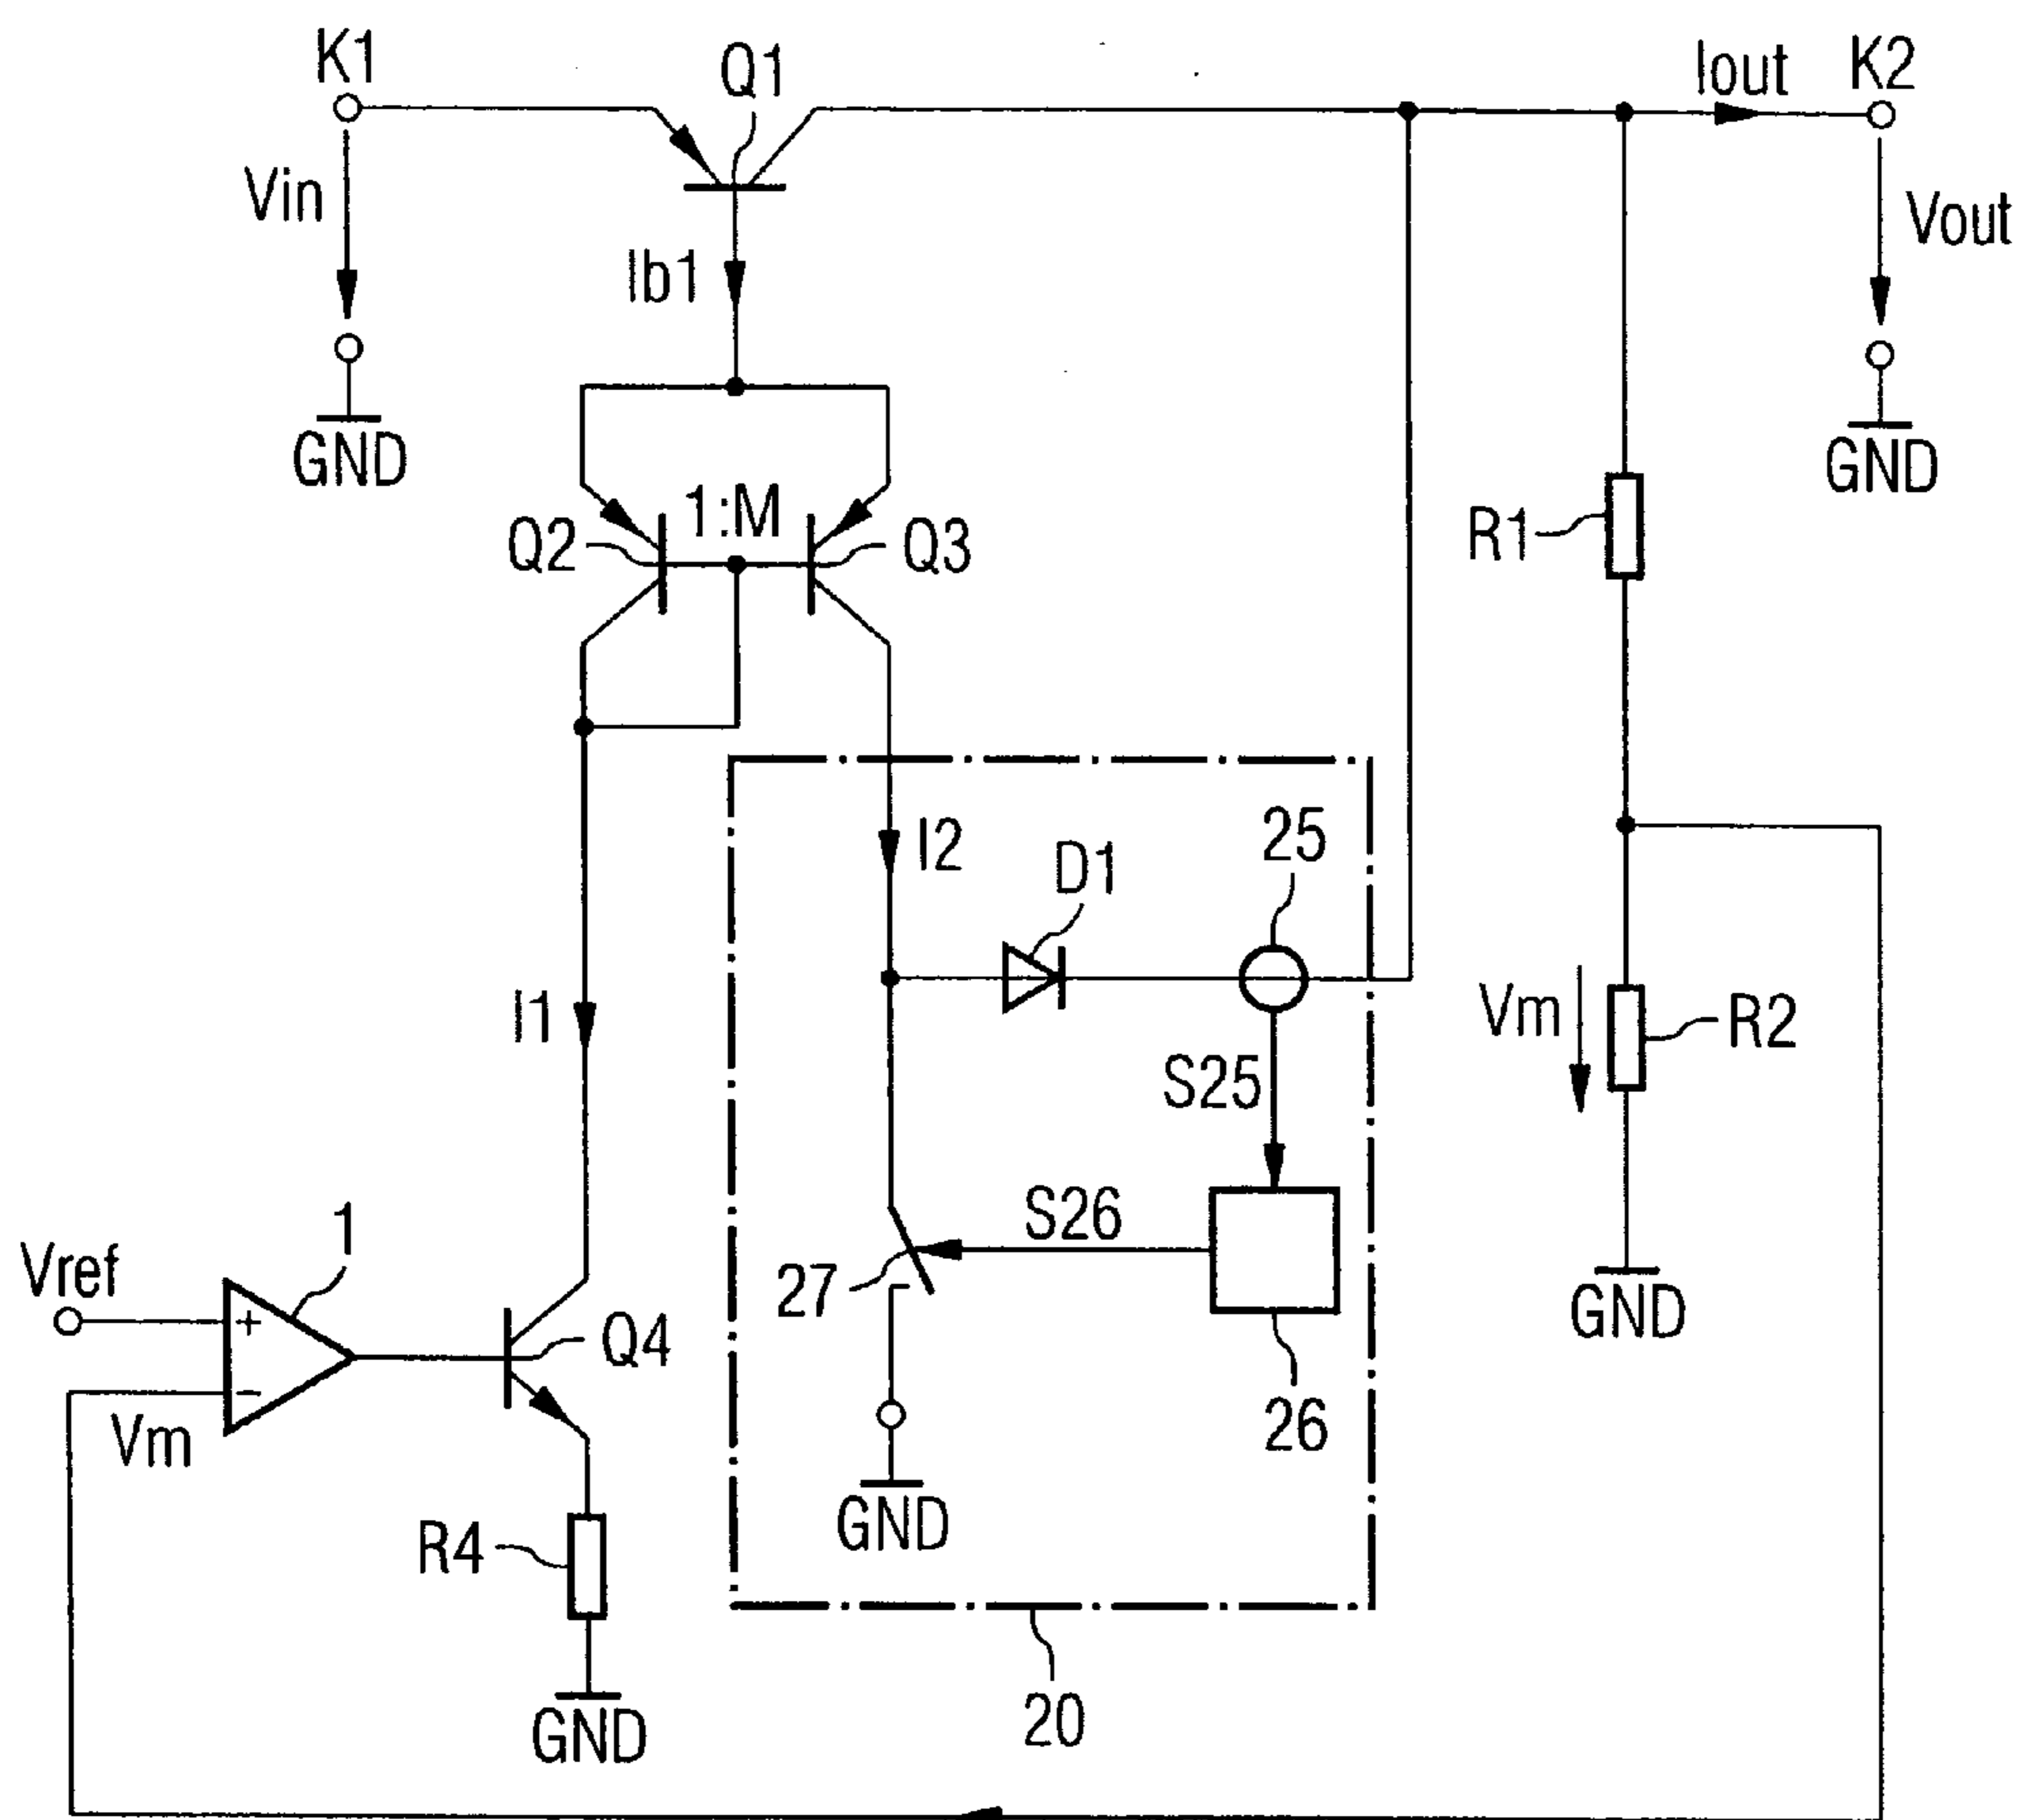 K1
Q1
Iout
K2
Vin
Vout
Ib1
GND
GND
Q2
1:M
Q3
R1
I2
25
D1
I1
Vm
R2
S25
S26
1
Vref
27
+
Q4
GND
−
Vm
26
R4
GND
20
GND